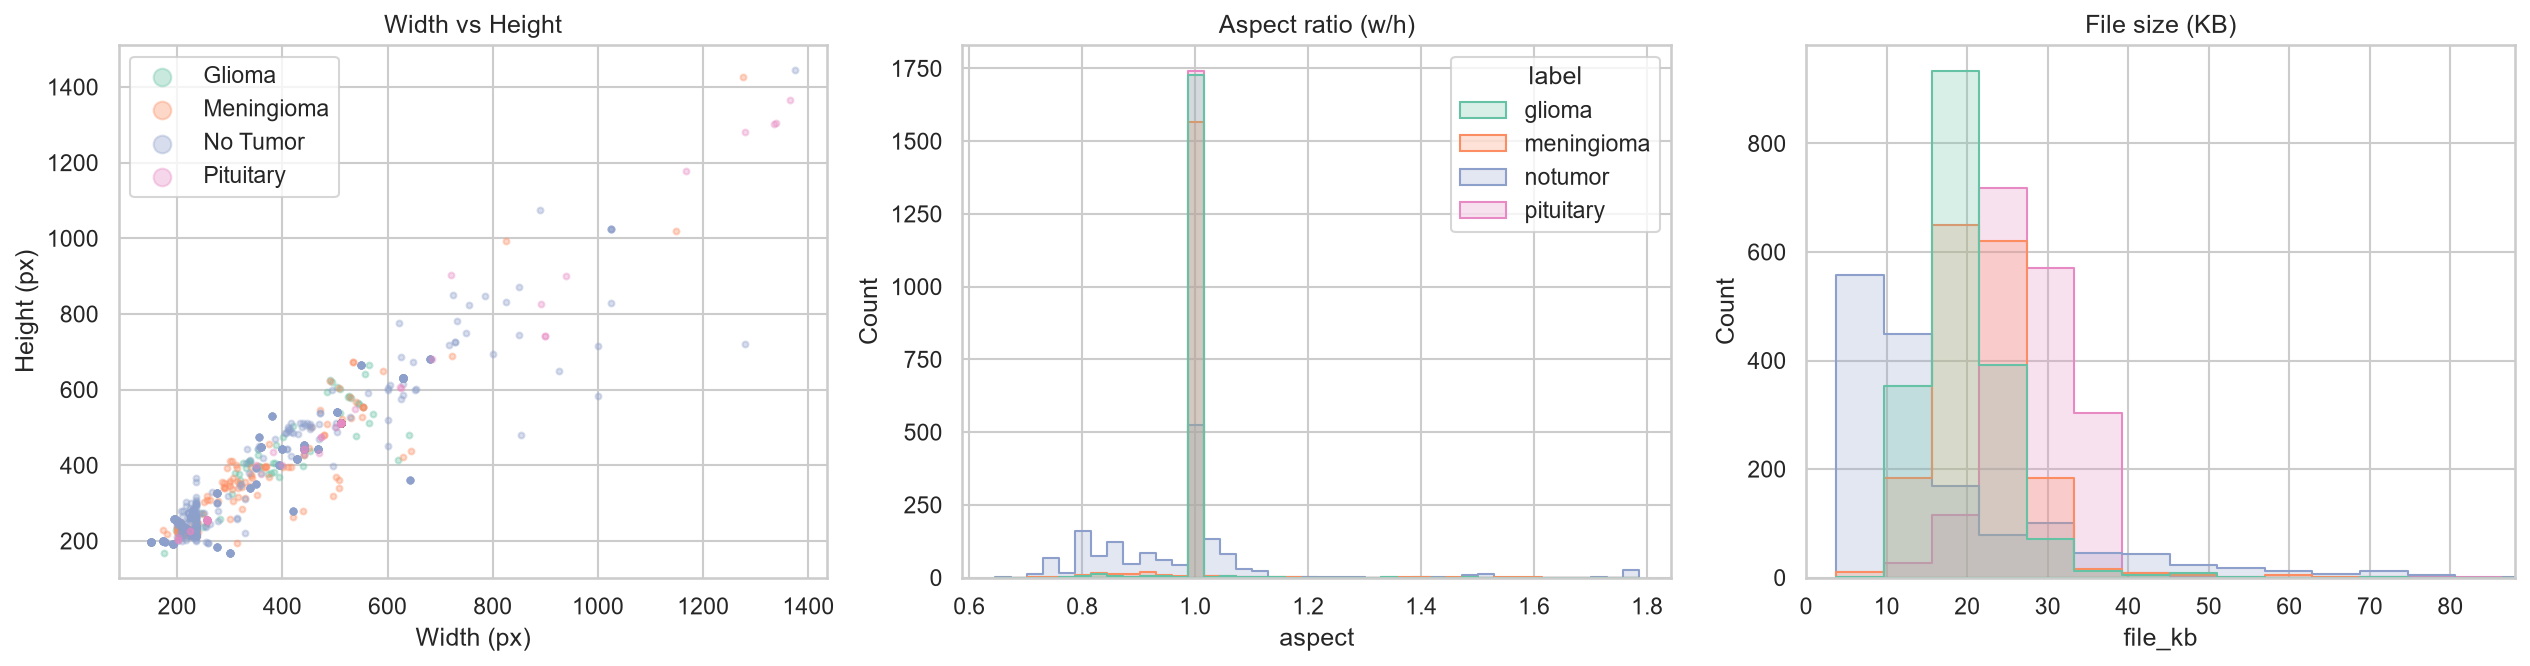 Width vs Height
Glioma
Meningioma
No Tumor
Pituitary
Height (px)
1400
1200
1000
800
600
400
200
200 400 600 800 1000 1200 1400
Width (px)
Aspect ratio (w/h)
label
glioma
meningioma
notumor
pituitary
Count
1750
1500
1250
1000
750
500
250
0
0.6 0.8 1.0 1.2 1.4 1.6 1.8
aspect
File size (KB)
Count
800
600
400
200
0
0 10 20 30 40 50 60 70 80
file_kb